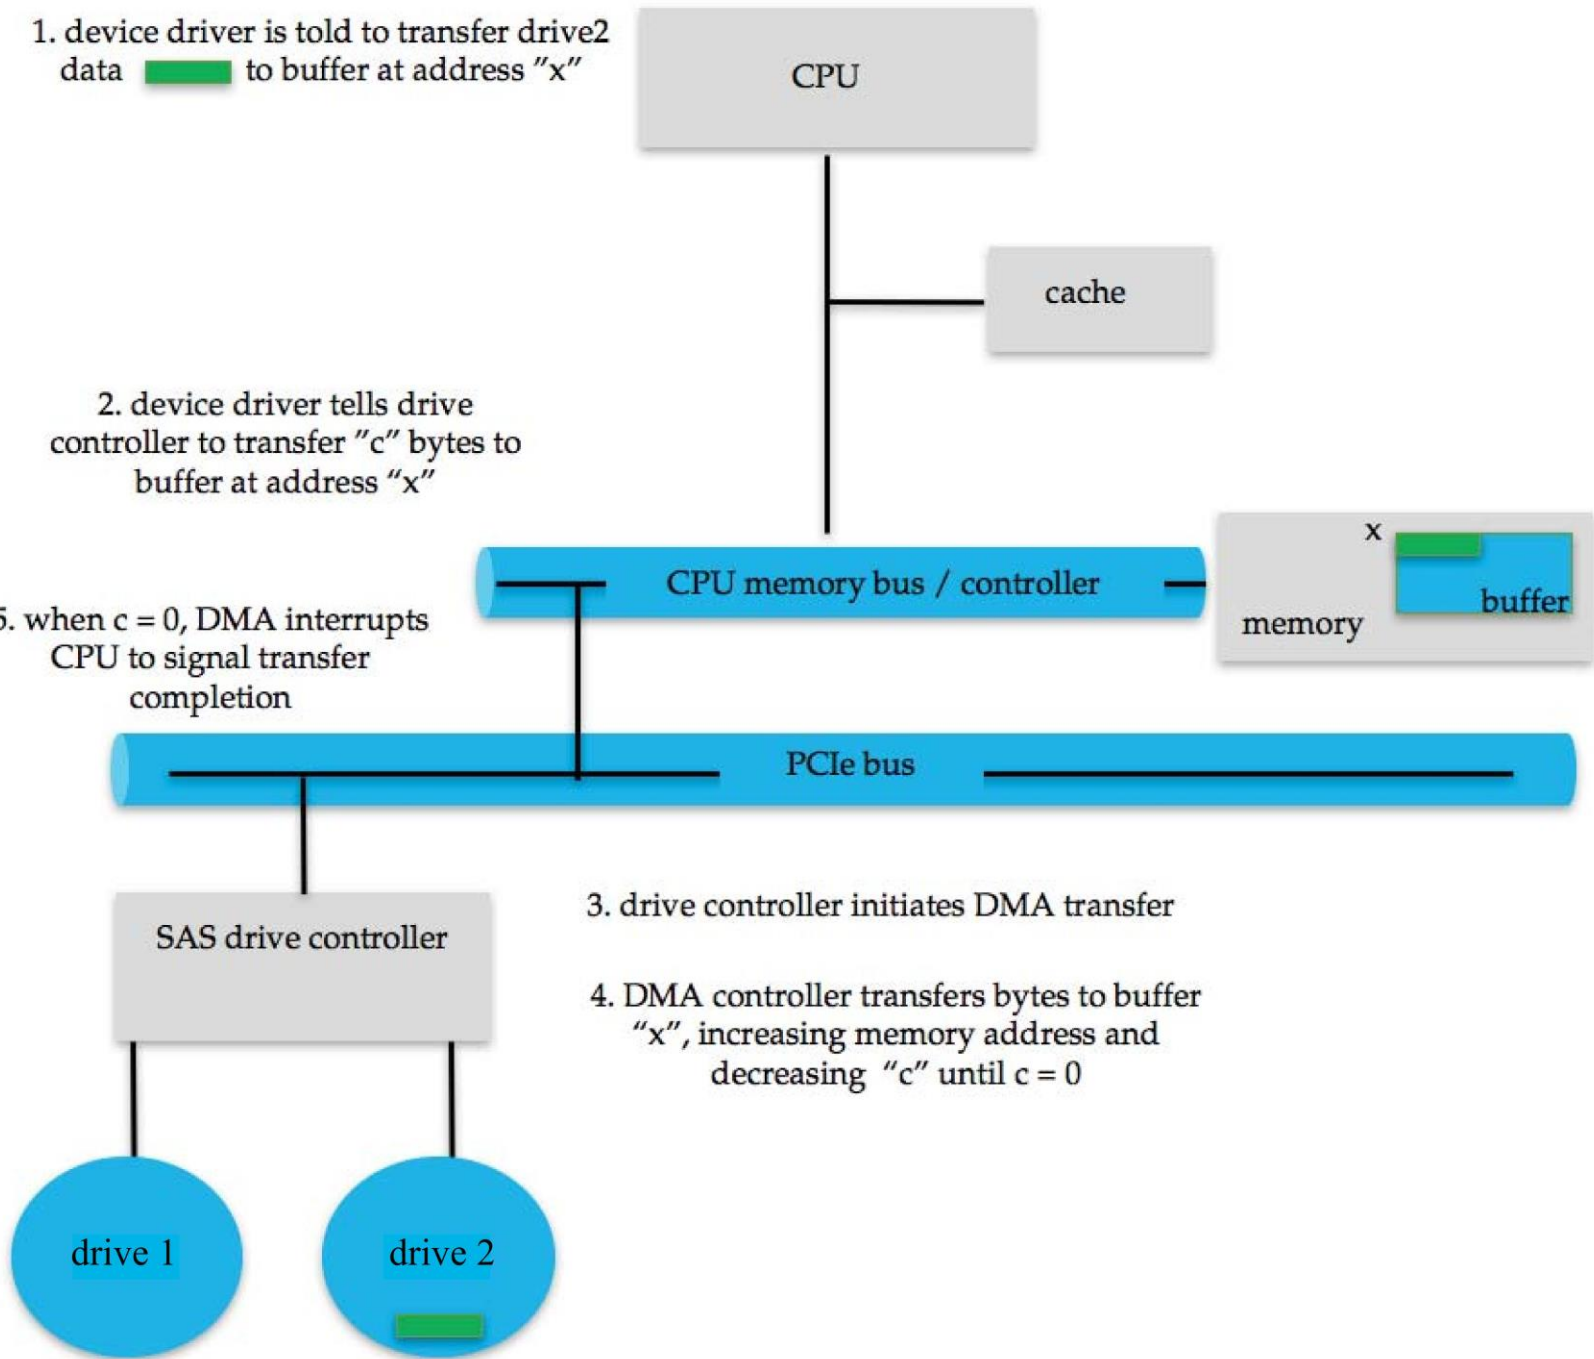 1. device driver is told to transfer drive2
data to buffer at address "x"
CPU
cache
2. device driver tells drive
controller to transfer "c" bytes to
buffer at address "x"
x
CPU memory bus / controller
buffer
memory
5. when c = 0, DMA interrupts
CPU to signal transfer
completion
PCIe bus
3. drive controller initiates DMA transfer
SAS drive controller
4. DMA controller transfers bytes to buffer
"x", increasing memory address and
decreasing "c" until c = 0
drive 1
drive 2